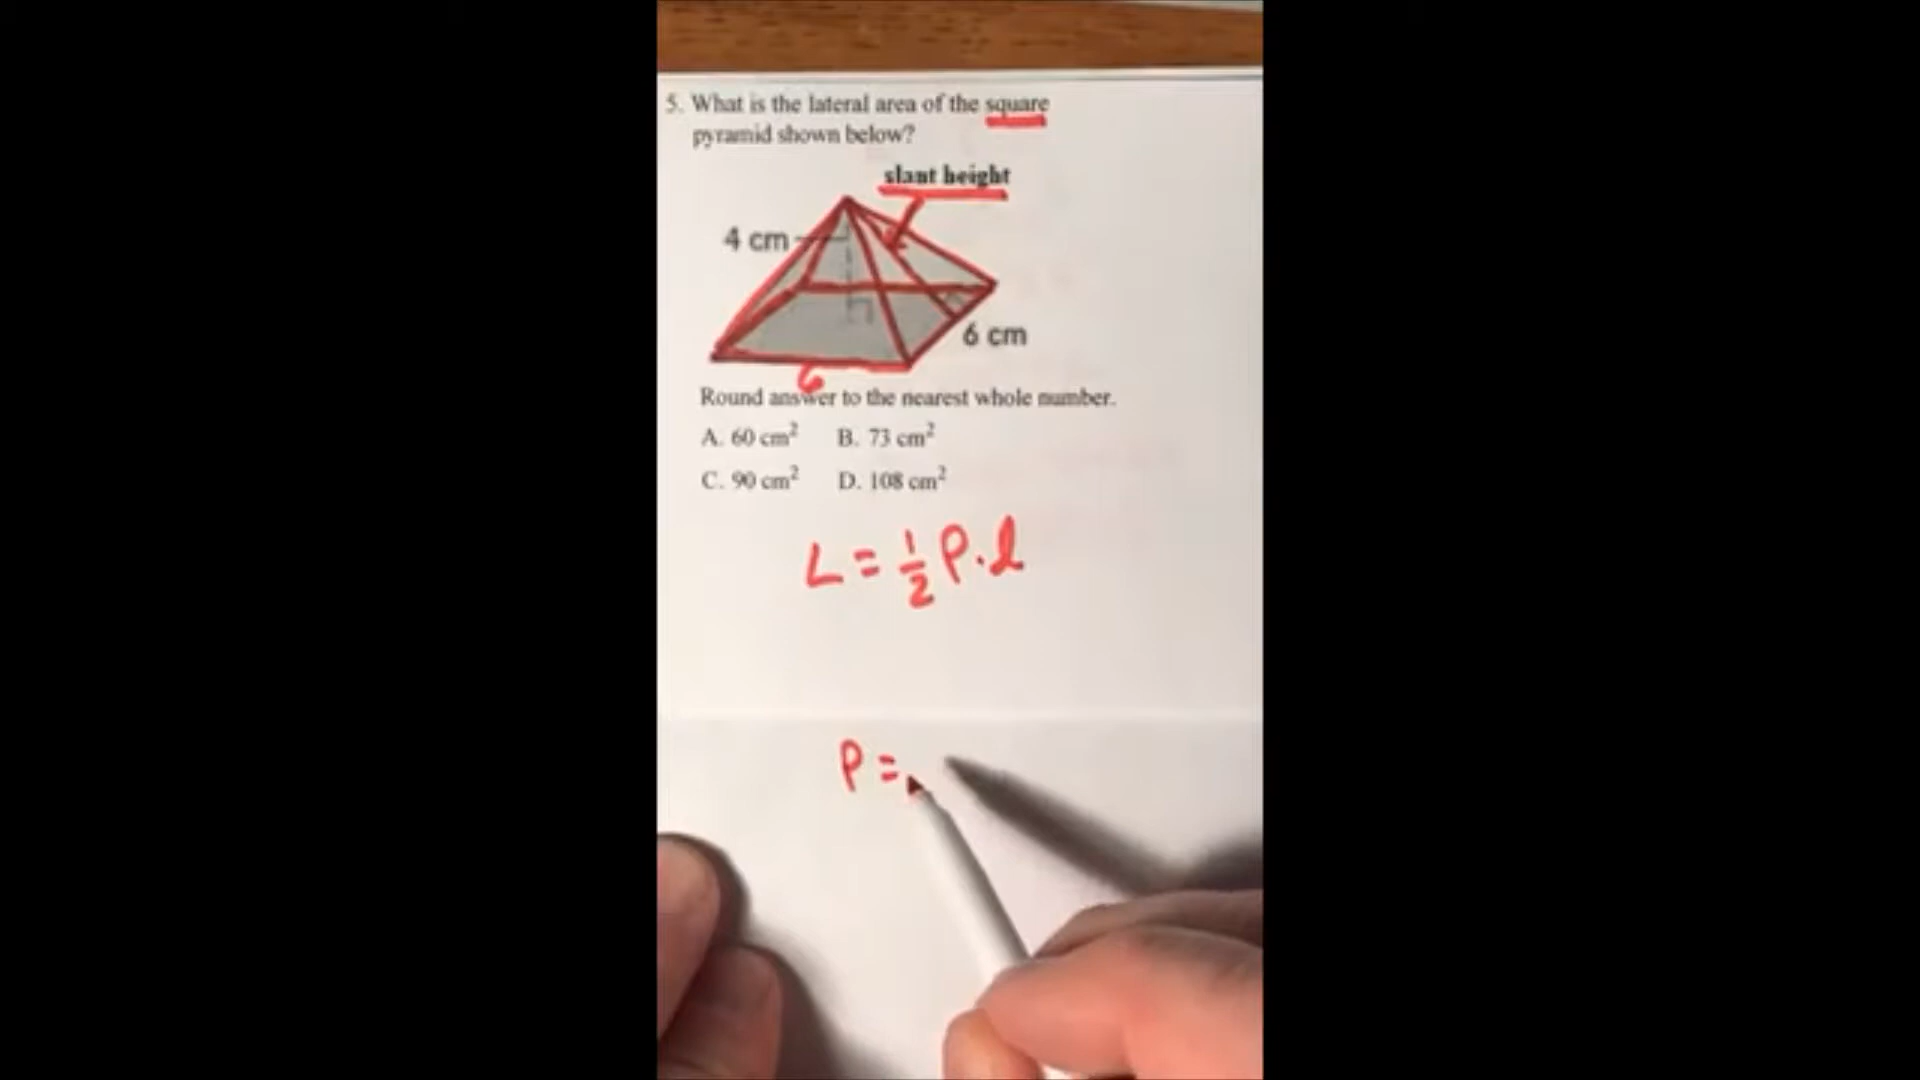 5. What is the lateral area of the square
pyramid shown below?
slant height
4 cm
6 cm
6
Round answer to the nearest whole number.
A. 60 cm² B. 73 cm²
C. 90 cm² D. 108 cm²
L = 1/2 P · l
P =